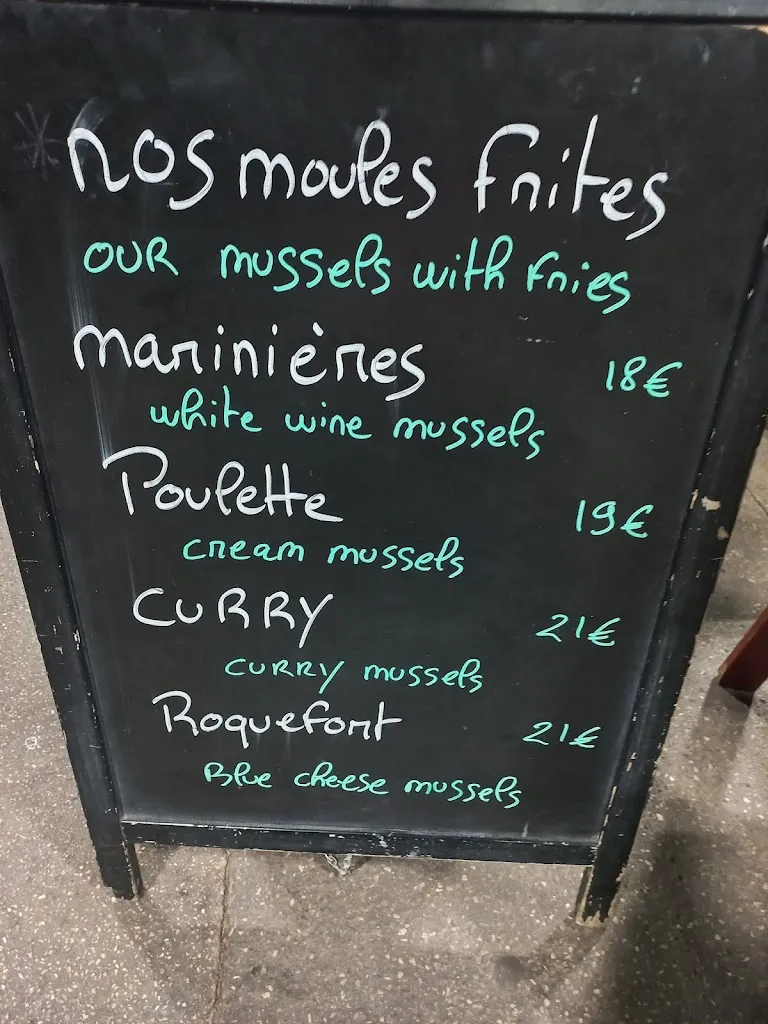 nos moules frites
OUR mussels with fries
marinières 18€
white wine mussels
Poulette 19€
cream mussels
CURRY 21€
CURRY mussels
Roquefort 21€
Blue cheese mussels